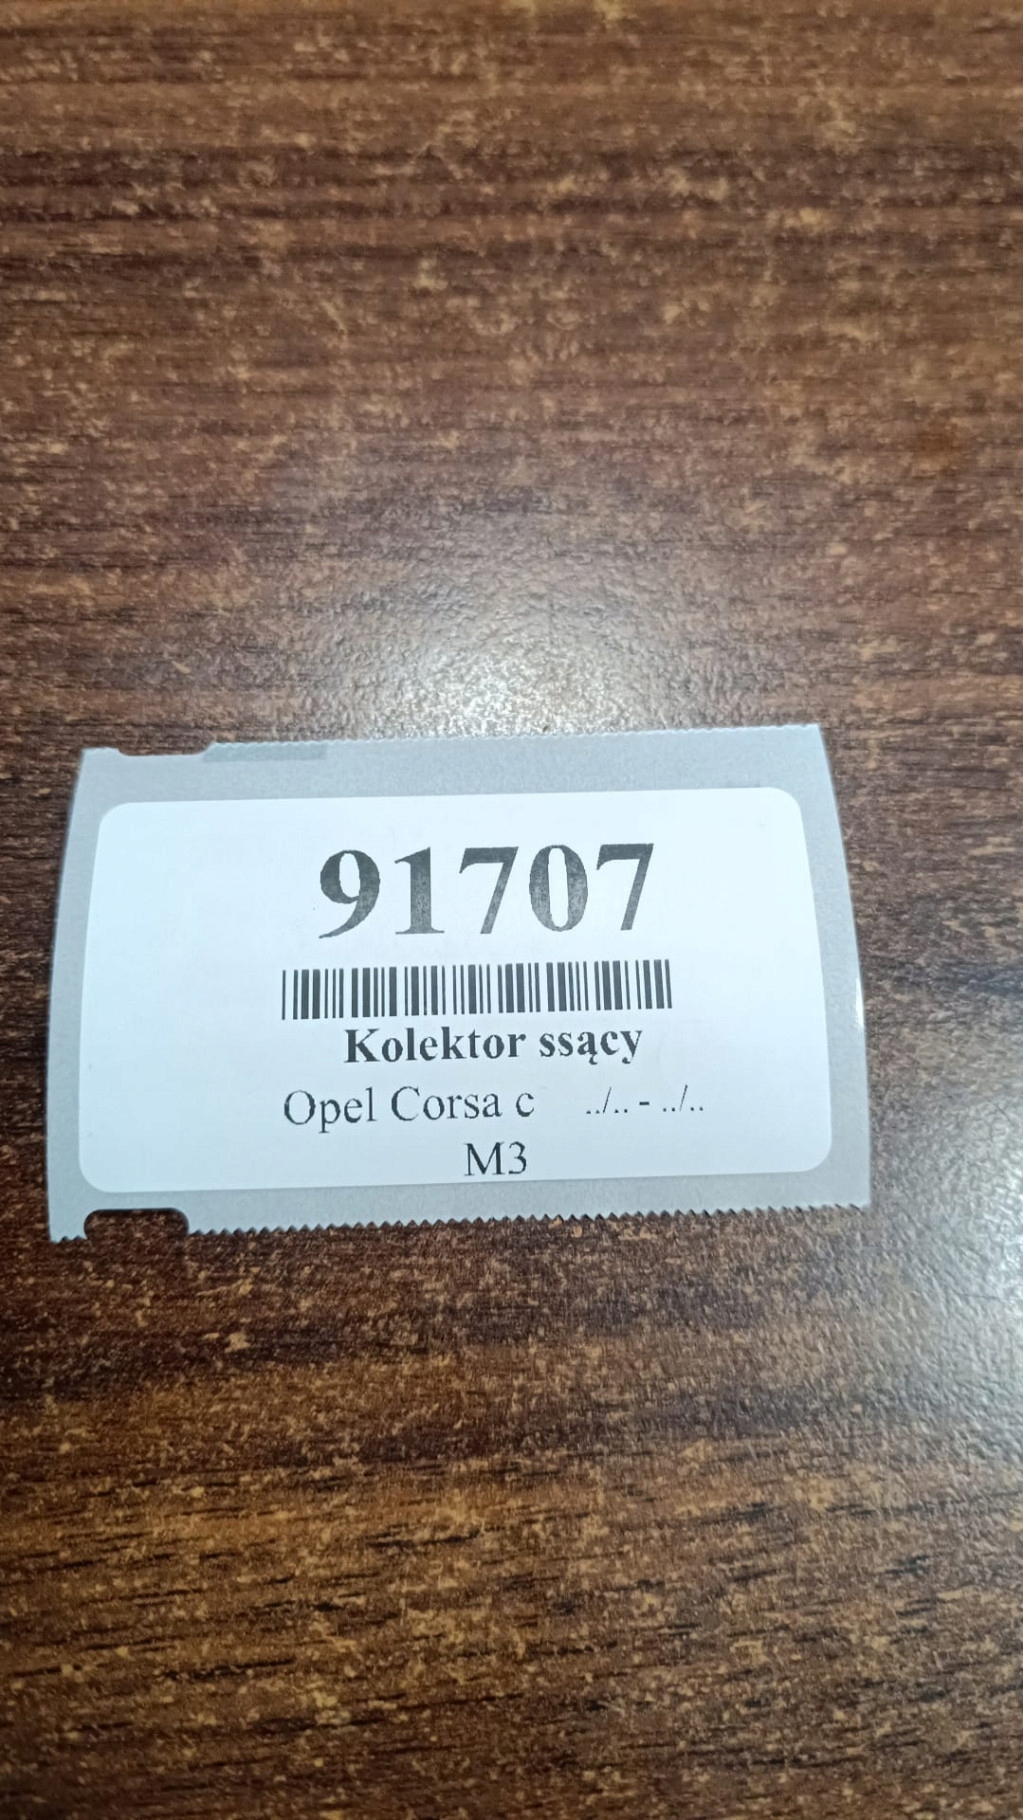 91707
Kolektor ssący
Opel Corsa c ../.. - ../..
M3